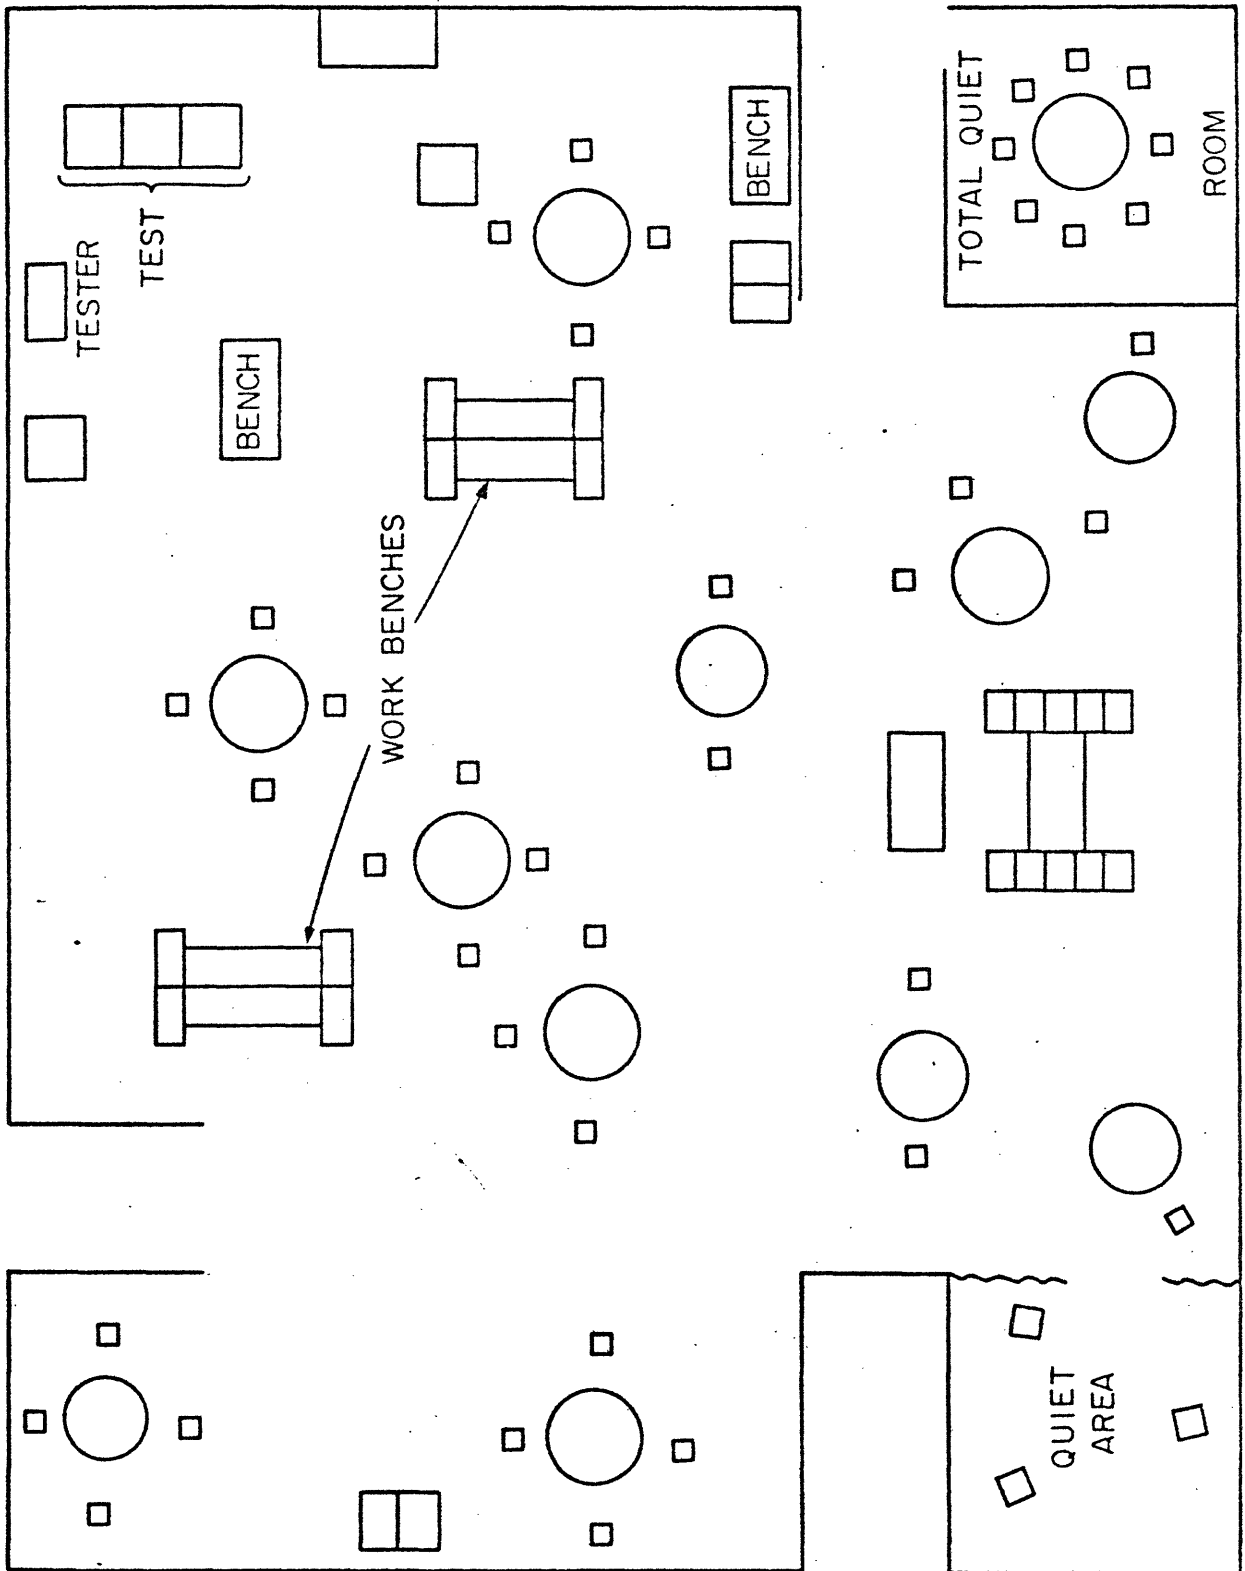 TESTER
TEST
BENCH
BENCH
WORK BENCHES
TOTAL QUIET
ROOM
QUIET
AREA